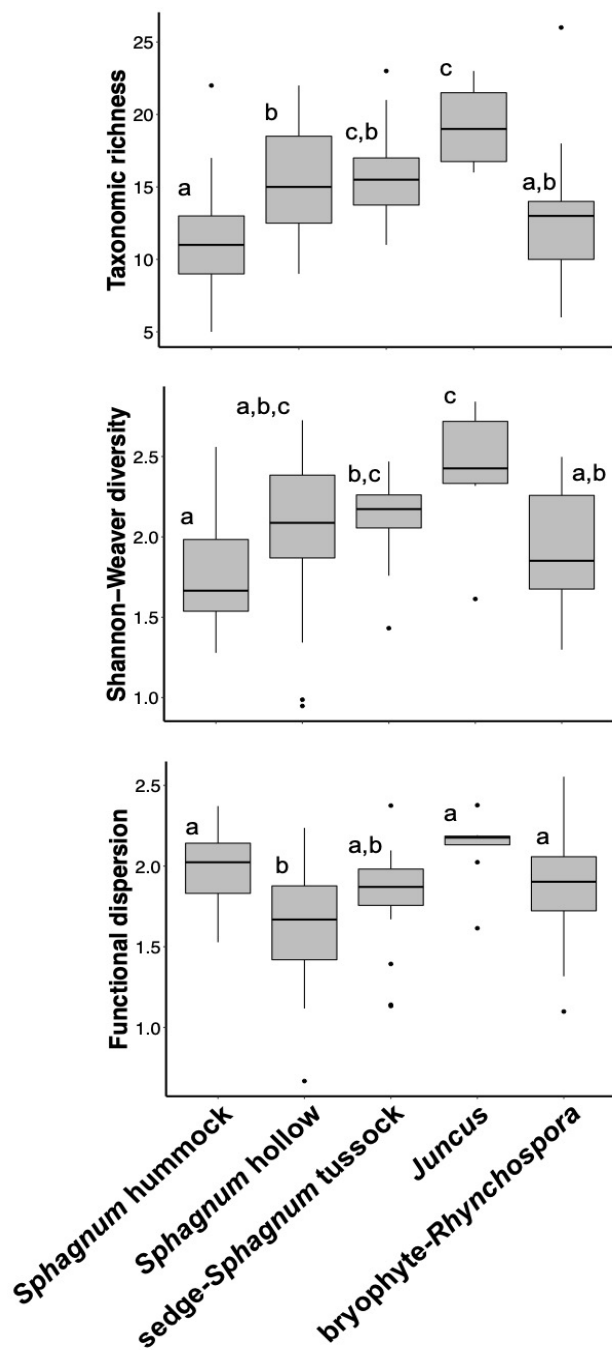 Taxonomic richness
25
20
15
10
5
a
b
c,b
c
a,b
Shannon–Weaver diversity
2.5
2.0
1.5
1.0
a
a,b,c
b,c
c
a,b
Functional dispersion
2.5
2.0
1.5
1.0
a
b
a,b
a
a
Sphagnum hummock
Sphagnum hollow
sedge-Sphagnum tussock
Juncus
bryophyte-Rhynchospora